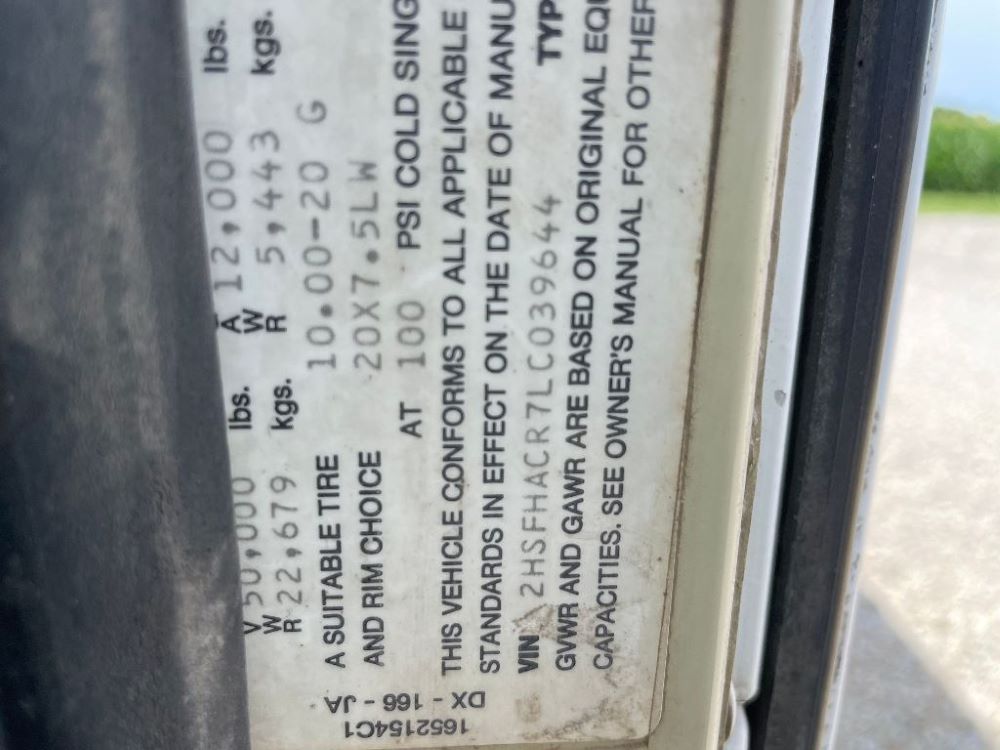 V 50,000 lbs. A 12,000 lbs.
W W
R 22,679 kgs. R 5,443 kgs.
A SUITABLE TIRE 10.00-20 G
AND RIM CHOICE 20X7.5LW
AT 100 PSI COLD SING
THIS VEHICLE CONFORMS TO ALL APPLICABLE
STANDARDS IN EFFECT ON THE DATE OF MANU
VIN 2HSFHACR7LC039644 TYP
GVWR AND GAWR ARE BASED ON ORIGINAL EQU
CAPACITIES. SEE OWNER'S MANUAL FOR OTHER
1652154C1
DX - 166 - JA